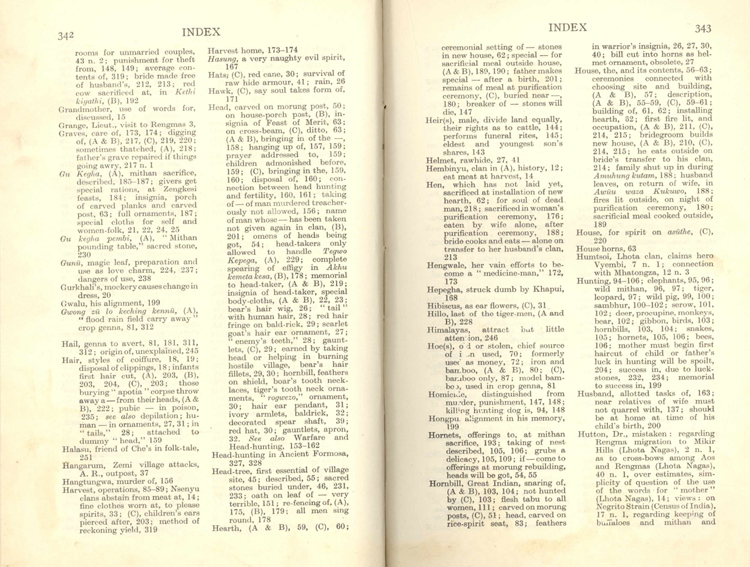 342
INDEX
rooms for unmarried couples,
43 n. 2; punishment for theft
from, 148, 149; average con-
tents of, 319; bride made free
of husband's, 212, 213; red
cow sacrificed at, in Kethi
kiyathi, (B), 192
Grandmother, use of words for,
discussed, 15
Grange, Lieut., visit to Rengmas 3,
Graves, care of, 173, 174; digging
of, (A & B), 217, (C), 219, 220;
sometimes thatched, (A), 218;
father's grave repaired if things
going awry, 217 n. 1
Gu Kegha, (A), mithan sacrifice,
described, 185–187; givers get
special rations, at Zengkesi
feasts, 184; insignia, porch
of carved planks and carved
post, 63; full ornaments, 187;
special cloths for self and
women-folk, 21, 22, 24, 25
Gu kegha pembi, (A), "Mithan
pounding table," sacred stone,
230
Gunü, magic leaf, preparation and
use as love charm, 224, 237;
dangers of use, 238
Gurkhali's, mockery causes change in
dress, 20
Gwalu, his alignment, 199
Gwong zü lo keching kennü, (A),
"flood rain field carry away"
crop genna, 81, 312
Hail, genna to avert, 81, 181, 311,
312; origin of, unexplained, 245
Hair, styles of coiffure, 18, 19;
disposal of clippings, 18; infants
first hair cut, (A), 203, (B),
203, 204, (C), 203; those
burying "apotia" corpse throw
away a — from their heads, (A &
B), 222; pubic — in poison,
235; see also depilation; hu-
man — in ornaments, 27, 31; in
"tails," 28; attached to
dummy "head," 159
Halasu, friend of Che's in folk-tale,
251
Hangarum, Zemi village attacks,
A. R., outpost, 37
Hangtungwa, murder of, 156
Harvest, operations, 85–89; Nsenyu
clans abstain from meat at, 14;
fine clothes worn at, to please
spirits, 33; (C), children's ears
pierced after, 203; method of
reckoning yield, 319
Harvest home, 173–174
Hasung, a very naughty evil spirit,
167
Hats, (C), red cane, 30; survival of
raw hide armour, 41; rain, 26
Hawk, (C), say soul takes form of,
171
Head, carved on morung post, 50;
on house-porch post, (B), in-
signia of Feast of Merit, 63;
on cross-beam, (C), ditto, 63;
(A & B), bringing in of the —,
158; hanging up of, 157, 159;
prayer addressed to, 159;
children admonished before,
159; (C), bringing in the, 159,
160; disposal of, 160; con-
nection between head hunting
and fertility, 160, 161; taking
of — of man murdered treacher-
ously not allowed, 156; name
of man whose — has been taken
not given again in clan, (B),
201; omens of heads being
got, 54; head-takers only
allowed to handle Topwo
Kepega, (A), 229; complete
spearing of effigy in Akhu
kemeta kesa, (B), 178; memorial
to head-taker, (A & B), 219;
insignia of head-taker, special
body-cloths, (A & B), 22, 23;
bear's hair wig, 26; "tail"
with human hair, 28; red hair
fringe on bald-rick, 29; scarlet
goat's hair ear ornament, 27;
"enemy's teeth," 28; gaunt-
lets, (C), 29; earned by taking
head or helping in burning
hostile village, bear's hair
fillets, 29, 30; hornbill, feathers
on shield, boar's tooth neck-
laces, tiger's tooth neck orna-
ments, "rogwezo," ornament,
30; hair ear pendant, 31;
ivory armlets, baldrick, 32;
decorated spear shaft, 39;
red hat, 30; gauntlets, apron,
32. See also Warfare and
Head-hunting, 153–162
Head-hunting in Ancient Formosa,
327, 328
Head-tree, first essential of village
site, 45; described, 55; sacred
stones buried under, 46, 231,
233; oath on leaf of — very
terrible, 151; re-fencing of, (A),
175, (B), 179; all men sing
round, 178
Hearth, (A & B), 59, (C), 60;
INDEX
343
ceremonial setting of — stones
in new house, 62; special — for
sacrificial meal outside house,
(A & B), 189, 190; father makes
special — after a birth, 201;
remains of meal at purification
ceremony, (C), buried near —,
180; breaker of — stones will
die, 147
Heir(s), male, divide land equally,
their rights as to cattle, 144;
performs funeral rites, 145;
eldest and youngest son's
shares, 143
Helmet, rawhide, 27, 41
Hembinyu, clan in (A), history, 12;
eat meat at harvest, 14
Hen, which has not laid yet,
sacrificed at installation of new
hearth, 62; for soul of dead
man, 218; sacrificed in woman's
purification ceremony, 176;
eaten by wife alone, after
purification ceremony, 188;
bride cooks and eats — alone on
transfer to her husband's clan,
213
Hengwale, her vain efforts to be-
come a "medicine-man," 172,
173
Hepegha, struck dumb by Khapui,
168
Hibiscus, as ear flowers, (C), 31
Hillo, last of the tiger-men, (A and
B), 228
Himalayas, attract but little
attention, 246
Hoe(s), old or stolen, chief source
of used, 70; formerly
used as money, 72; iron and
bamboo, (A & B), 80; (C),
bamboo only, 87; model bam-
boo, used in crop genna, 81
Homicide, distinguished from
murder, punishment, 147, 148;
killing hunting dog is, 94, 148
Hongpu alignment in his memory,
199
Hornets, offerings to, at mithan
sacrifice, 193; taking of nest
described, 105, 106; grubs a
delicacy, 105, 109; if — come to
offerings at morung rebuilding,
heads will be got, 54, 55
Hornbill, Great Indian, snaring of,
(A & B), 103, 104; not hunted
by (C), 103; flesh tabu to all
women, 111; carved on morung
posts, (C), 51; head, carved on
rice-spirit seat, 83; feathers
in warrior's insignia, 26, 27, 30,
40; bill cut into horns as hel-
met ornament, obsolete, 27
House, the, and its contents, 56–63;
ceremonies connected with
choosing site and building,
(A & B), 57; description,
(A & B), 55–59, (C), 59–61;
building of, 61, 62; installing
hearth, 62; first fire lit, and
occupation, (A & B), 211, (C),
214, 215; bridegroom builds
new house, (A & B), 210, (C),
214, 215; he eats outside on
bride's transfer to his clan,
214; family shut up in during
Amuhung kutam, 188; husband
leaves, on return of wife, in
Awüu waza Kukuwo, 188;
fires lit outside, on night of
purification ceremony, 180;
sacrificial meal cooked outside,
189
House, for spirit on asüthe, (C),
220
House horns, 63
Humtsoi, Lhota clan, claims hero
Vyembi, 7 n. 1; connection
with Mhatongza, 12 n. 3
Hunting, 94–106; elephants, 95, 96;
wild mithan, 96, 97; tiger,
leopard, 97; wild pig, 99, 100;
sambhur, 100–102; serow, 101,
102; deer, porcupine, monkeys,
bear, 102; gibbon, birds, 103;
hornbills, 103, 104; snakes,
105; hornets, 105, 106; bees,
106; mother must begin first
haircut of child or father's
luck in hunting will be spoilt,
204; success in, due to luck-
stones, 232, 234; memorial
to success in, 199
Husband, allotted tasks of, 163;
near relatives of wife must
not quarrel with, 137; should
be at home at time of his
child's birth, 200
Hutton, Dr., mistaken: regarding
Rengma migration to Mikir
Hills (Lhota Nagas), 2 n. 1,
as to cross-bows among Aos
and Rengmas (Lhota Nagas),
40 n. 1, over estimates, sim-
plicity of question of the use
of the words for "mother"
(Lhota Nagas), 14; views: on
Negrito Strain (Census of India),
17 n. 1, regarding keeping of
buffaloes and mithan and